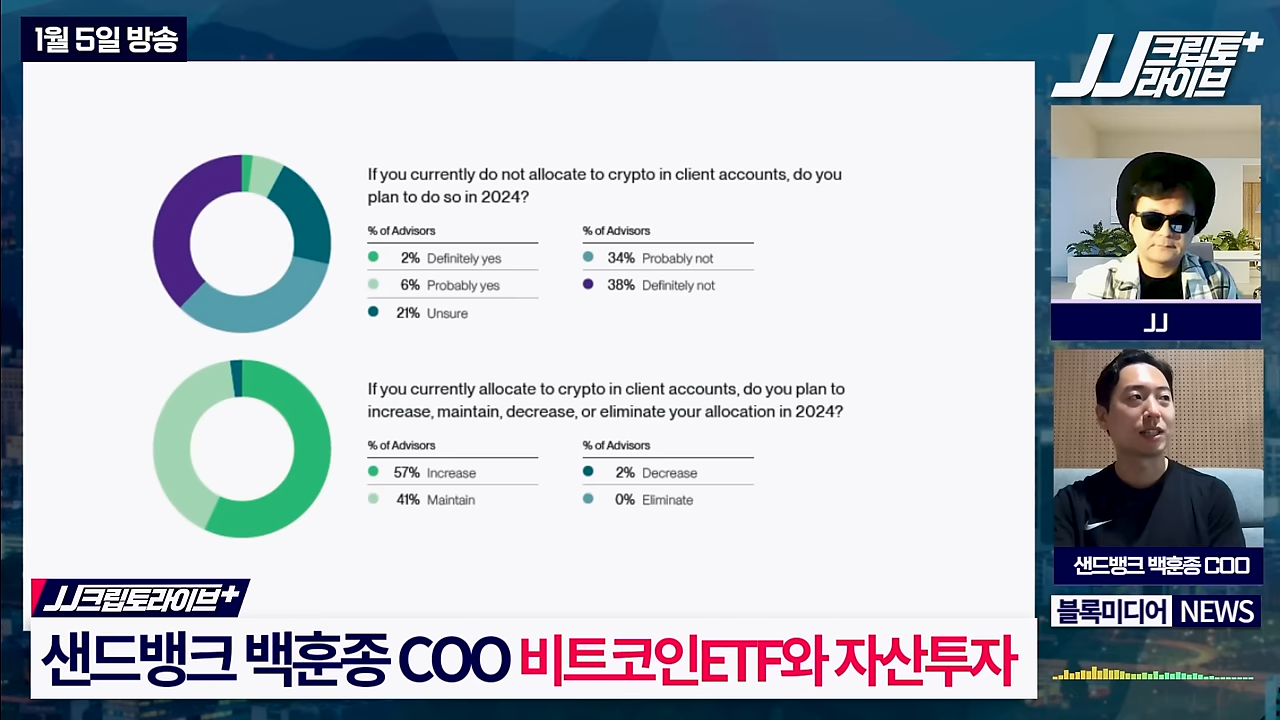 1월 5일 방송
JJ크립토+
라이브
If you currently do not allocate to crypto in client accounts, do you
plan to do so in 2024?
% of Advisors
2% Definitely yes
6% Probably yes
21% Unsure
% of Advisors
34% Probably not
38% Definitely not
If you currently allocate to crypto in client accounts, do you plan to
increase, maintain, decrease, or eliminate your allocation in 2024?
% of Advisors
57% Increase
41% Maintain
% of Advisors
2% Decrease
0% Eliminate
JJ
샌드뱅크 백훈종 COO
블록미디어 NEWS
JJ크립토라이브+
샌드뱅크 백훈종 COO 비트코인ETF와 자산투자